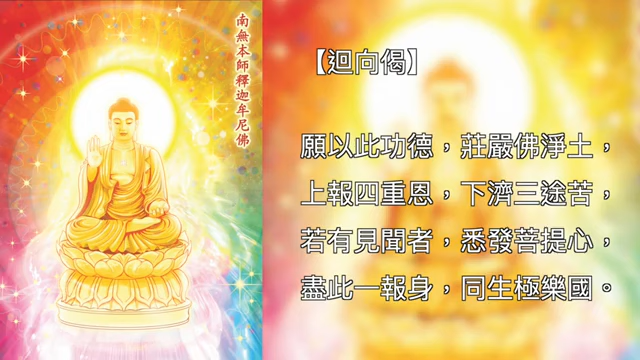 南無本師釋迦牟尼佛
【迴向偈】
願以此功德，莊嚴佛淨土，
上報四重恩，下濟三途苦，
若有見聞者，悉發菩提心，
盡此一報身，同生極樂國。